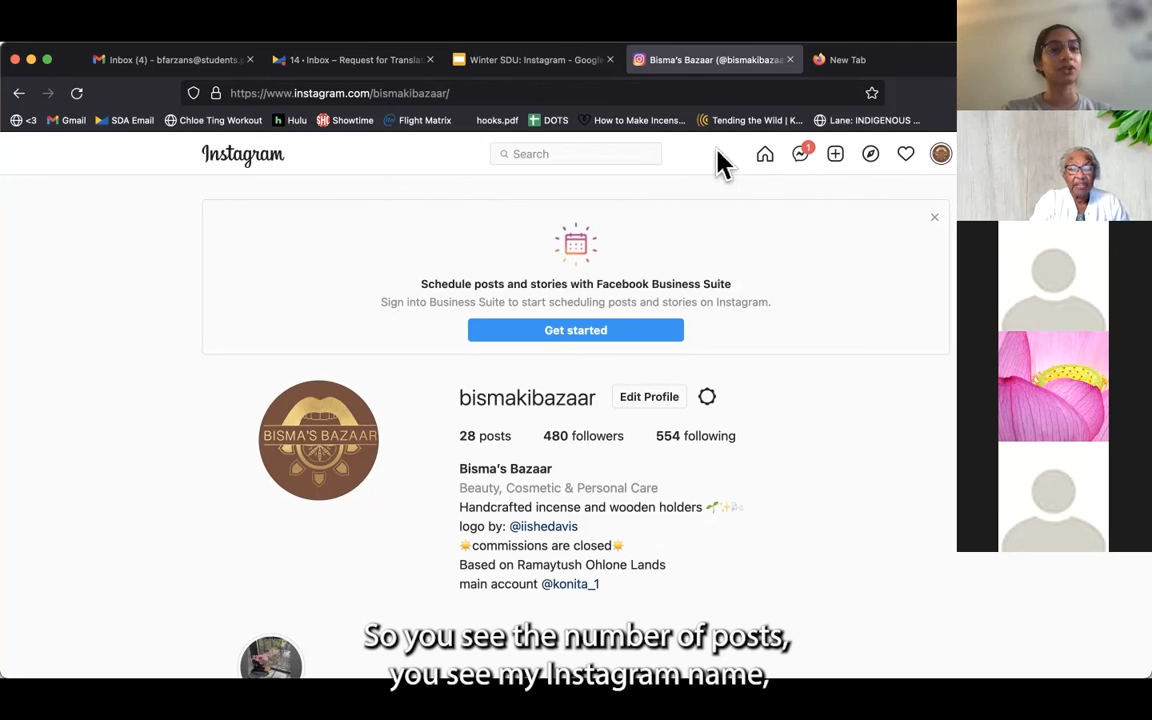 Inbox (4) - bfarzans@students.
14 · Inbox – Request for Translat
Winter SDU: Instagram - Google
Bisma's Bazaar (@bismakibazaa
New Tab
https://www.instagram.com/bismakibazaar/
<3
Gmail
SDA Email
Chloe Ting Workout
h Hulu
SHO Showtime
Flight Matrix
hooks.pdf
DOTS
How to Make Incens...
Tending the Wild | K...
Lane: INDIGENOUS ...
Instagram
Search
1
Schedule posts and stories with Facebook Business Suite
Sign into Business Suite to start scheduling posts and stories on Instagram.
Get started
BISMA'S BAZAAR
bismakibazaar
Edit Profile
28 posts
480 followers
554 following
Bisma's Bazaar
Beauty, Cosmetic & Personal Care
Handcrafted incense and wooden holders 🌱✨🌬
logo by: @iishedavis
☀️commissions are closed☀️
Based on Ramaytush Ohlone Lands
main account @konita_1
So you see the number of posts,
you see my Instagram name,